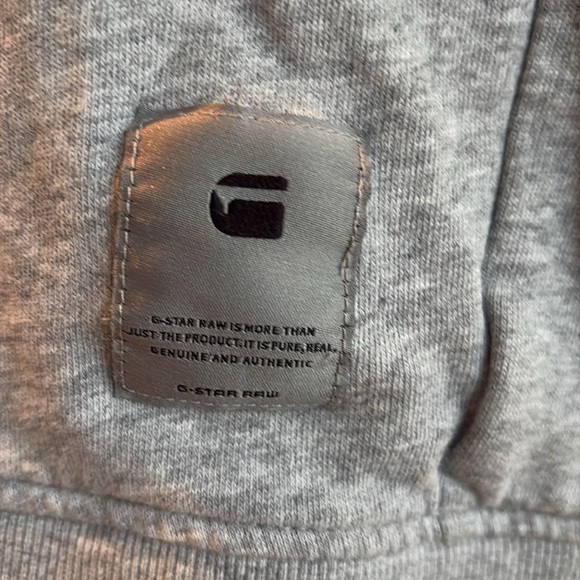 G-STAR RAW IS MORE THAN
JUST THE PRODUCT, IT IS PURE, REAL,
GENUINE AND AUTHENTIC
G-STAR RAW